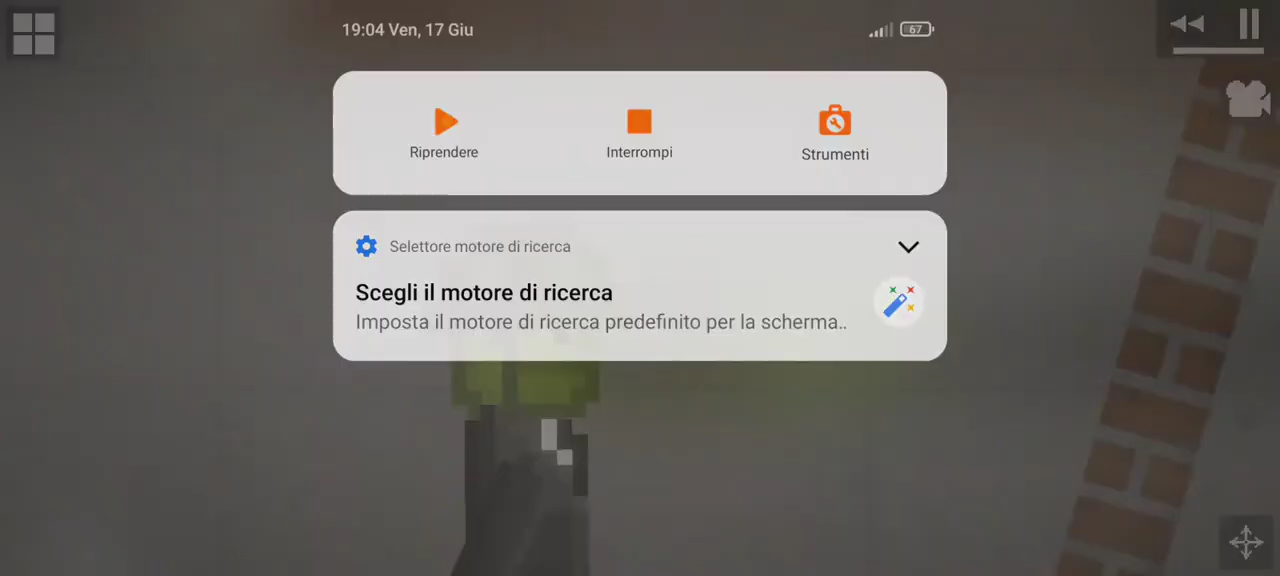 19:04 Ven, 17 Giu
67
Riprendere
Interrompi
Strumenti
Selettore motore di ricerca
Scegli il motore di ricerca
Imposta il motore di ricerca predefinito per la scherma..